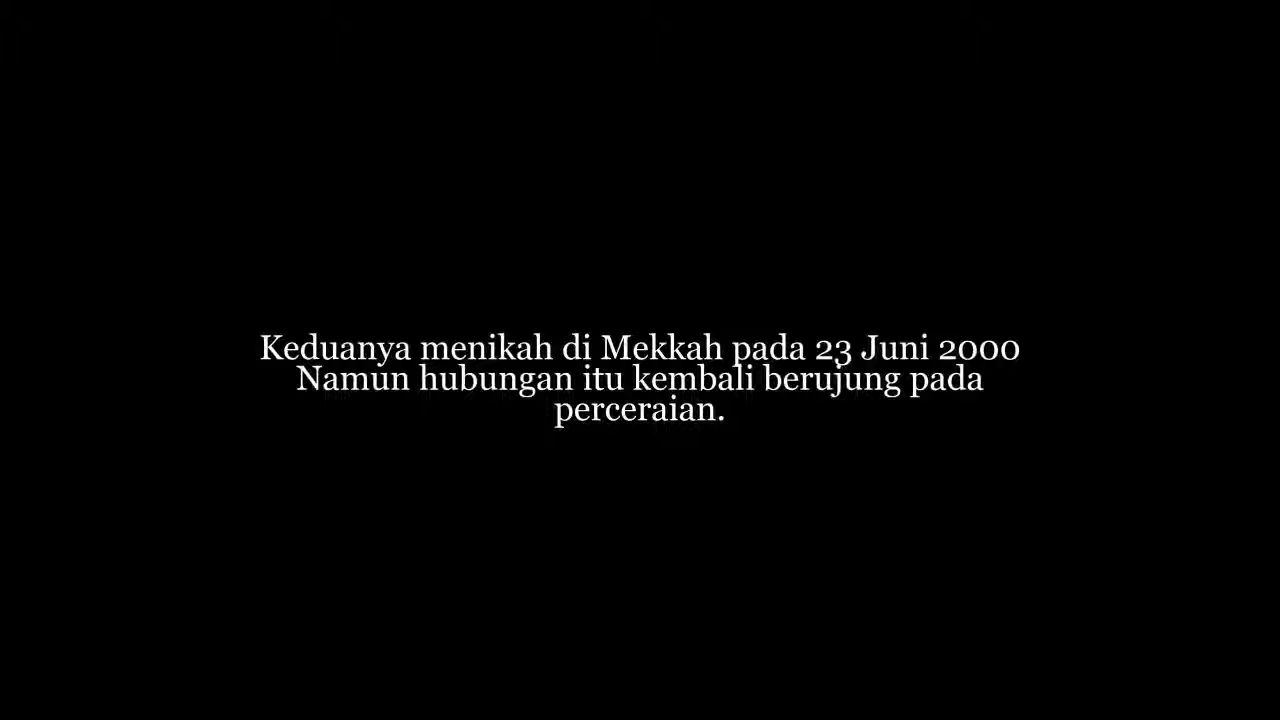 Keduanya menikah di Mekkah pada 23 Juni 2000
Namun hubungan itu kembali berujung pada
perceraian.